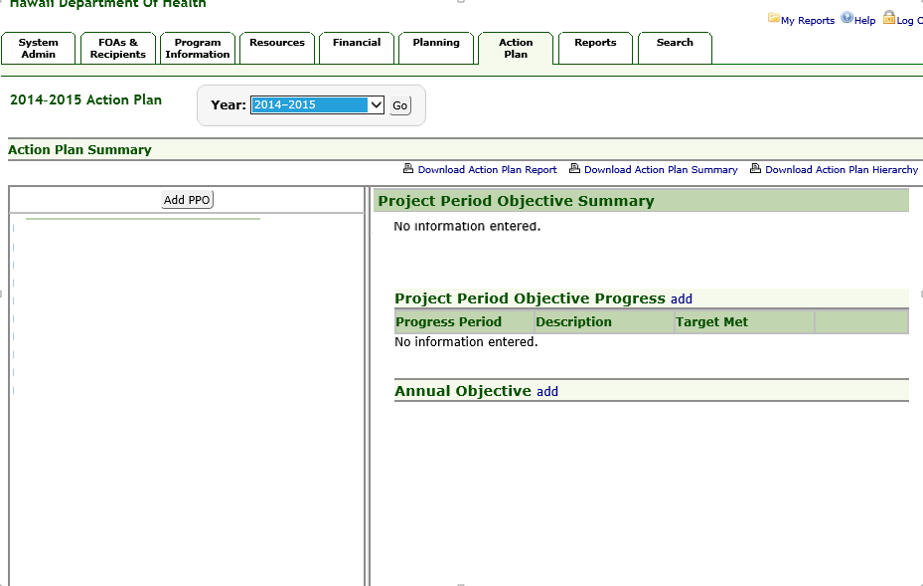 Hawaii Department Of Health
My Reports Help Log O
System Admin
FOAs & Recipients
Program Information
Resources
Financial
Planning
Action Plan
Reports
Search
2014-2015 Action Plan
Year: 2014-2015 Go
Action Plan Summary
Download Action Plan Report Download Action Plan Summary Download Action Plan Hierarchy
Add PPO
Project Period Objective Summary
No information entered.
Project Period Objective Progress add
Progress Period Description Target Met
No information entered.
Annual Objective add